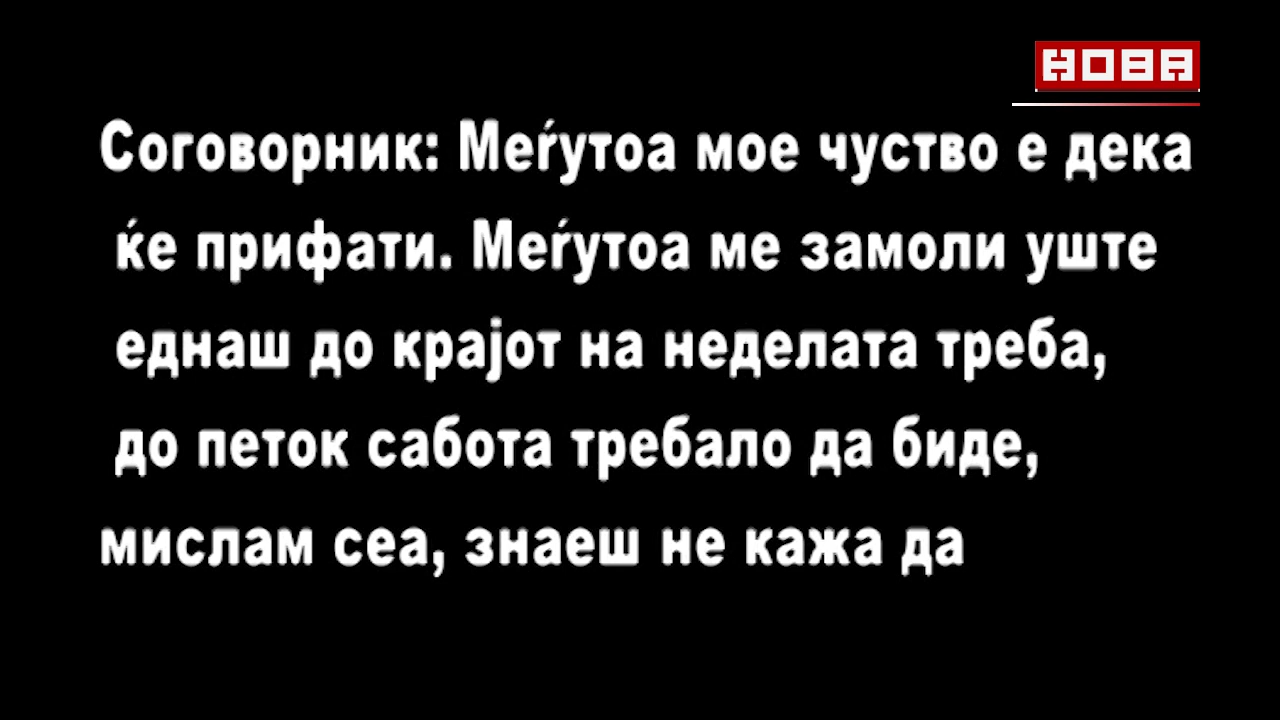 НОВА
Соговорник: Меѓутоа мое чуство е дека
ќе прифати. Меѓутоа ме замоли уште
еднаш до крајот на неделата треба,
до петок сабота требало да биде,
мислам сеа, знаеш не кажа да